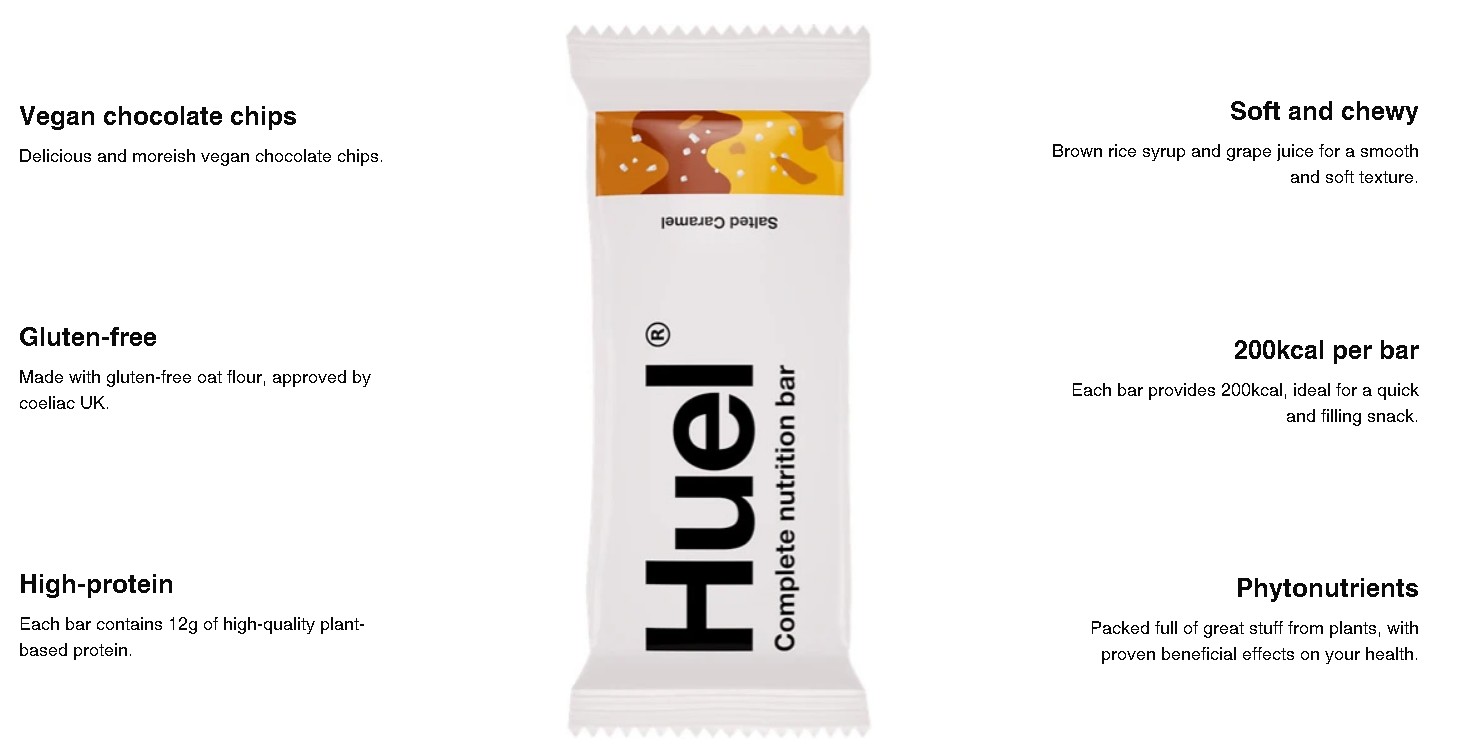 Vegan chocolate chips
Delicious and moreish vegan chocolate chips.
Gluten-free
Made with gluten-free oat flour, approved by
coeliac UK.
High-protein
Each bar contains 12g of high-quality plant-
based protein.
Salted Caramel
Huel®
Complete nutrition bar
Soft and chewy
Brown rice syrup and grape juice for a smooth
and soft texture.
200kcal per bar
Each bar provides 200kcal, ideal for a quick
and filling snack.
Phytonutrients
Packed full of great stuff from plants, with
proven beneficial effects on your health.